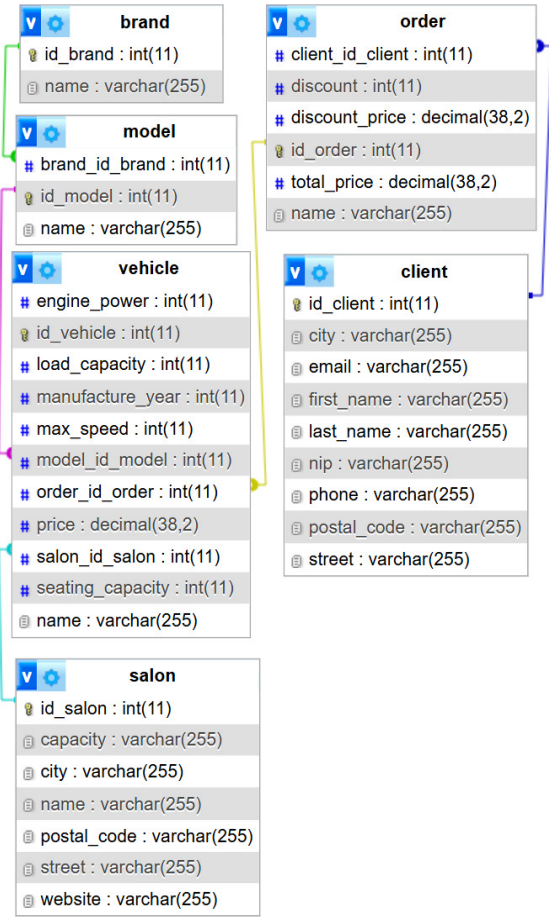 v brand
id_brand : int(11)
name : varchar(255)
v model
# brand_id_brand : int(11)
id_model : int(11)
name : varchar(255)
v vehicle
# engine_power : int(11)
id_vehicle : int(11)
# load_capacity : int(11)
# manufacture_year : int(11)
# max_speed : int(11)
# model_id_model : int(11)
# order_id_order : int(11)
# price : decimal(38,2)
# salon_id_salon : int(11)
# seating_capacity : int(11)
name : varchar(255)
v salon
id_salon : int(11)
capacity : varchar(255)
city : varchar(255)
name : varchar(255)
postal_code : varchar(255)
street : varchar(255)
website : varchar(255)
v order
# client_id_client : int(11)
# discount : int(11)
# discount_price : decimal(38,2)
id_order : int(11)
# total_price : decimal(38,2)
name : varchar(255)
v client
id_client : int(11)
city : varchar(255)
email : varchar(255)
first_name : varchar(255)
last_name : varchar(255)
nip : varchar(255)
phone : varchar(255)
postal_code : varchar(255)
street : varchar(255)